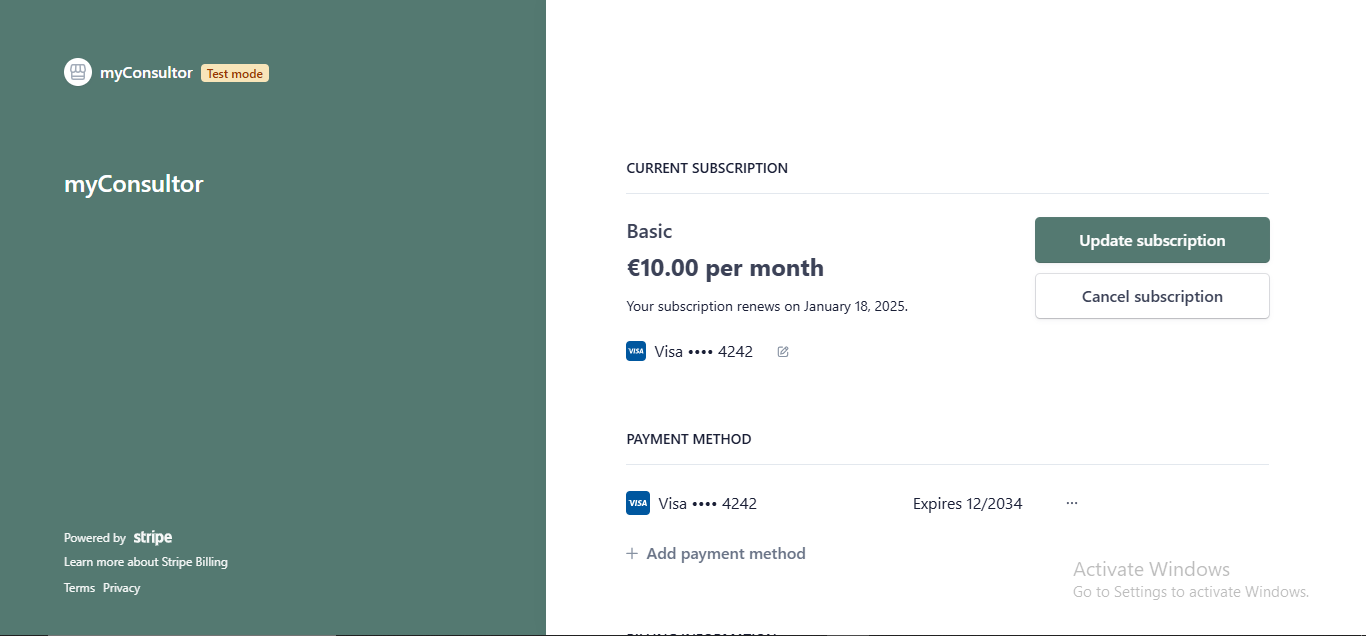 myConsultor Test mode
myConsultor
CURRENT SUBSCRIPTION
Basic
€10.00 per month
Your subscription renews on January 18, 2025.
VISA Visa •••• 4242
Update subscription
Cancel subscription
PAYMENT METHOD
VISA Visa •••• 4242 Expires 12/2034 ···
+ Add payment method
Powered by stripe
Learn more about Stripe Billing
Terms Privacy
Activate Windows
Go to Settings to activate Windows.